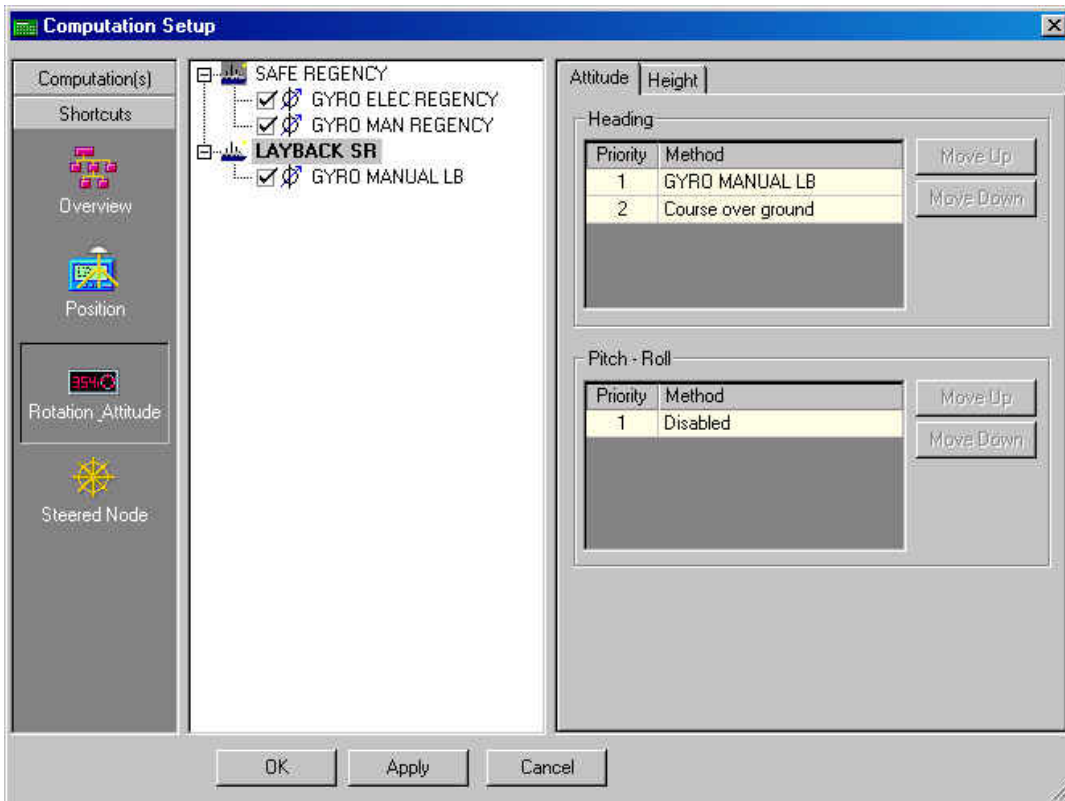 Computation Setup
Computation(s)
Shortcuts
Overview
Position
354
Rotation_Attitude
Steered Node
SAFE REGENCY
GYRO ELEC REGENCY
GYRO MAN REGENCY
LAYBACK SR
GYRO MANUAL LB
Attitude Height
Heading
Priority Method
1 GYRO MANUAL LB
2 Course over ground
Move Up
Move Down
Pitch - Roll
Priority Method
1 Disabled
Move Up
Move Down
OK Apply Cancel